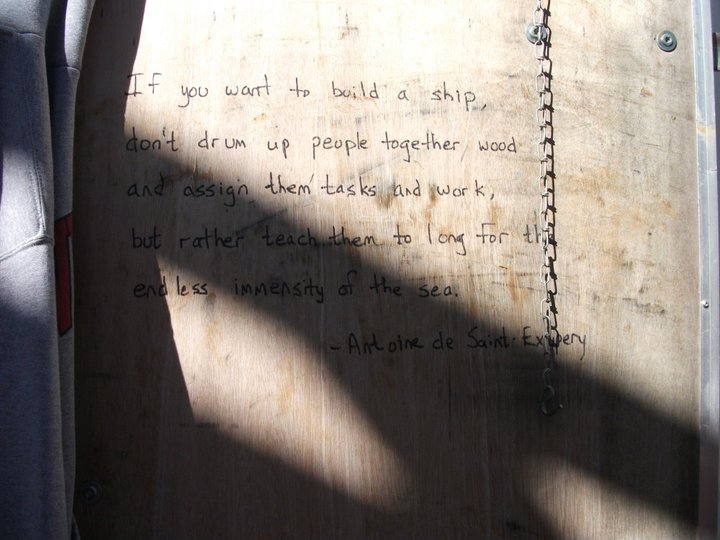 If you want to build a ship,
don't drum up people together, wood
and assign them tasks and work,
but rather teach them to long for the
endless immensity of the sea.
- Antoine de Saint-Exupery